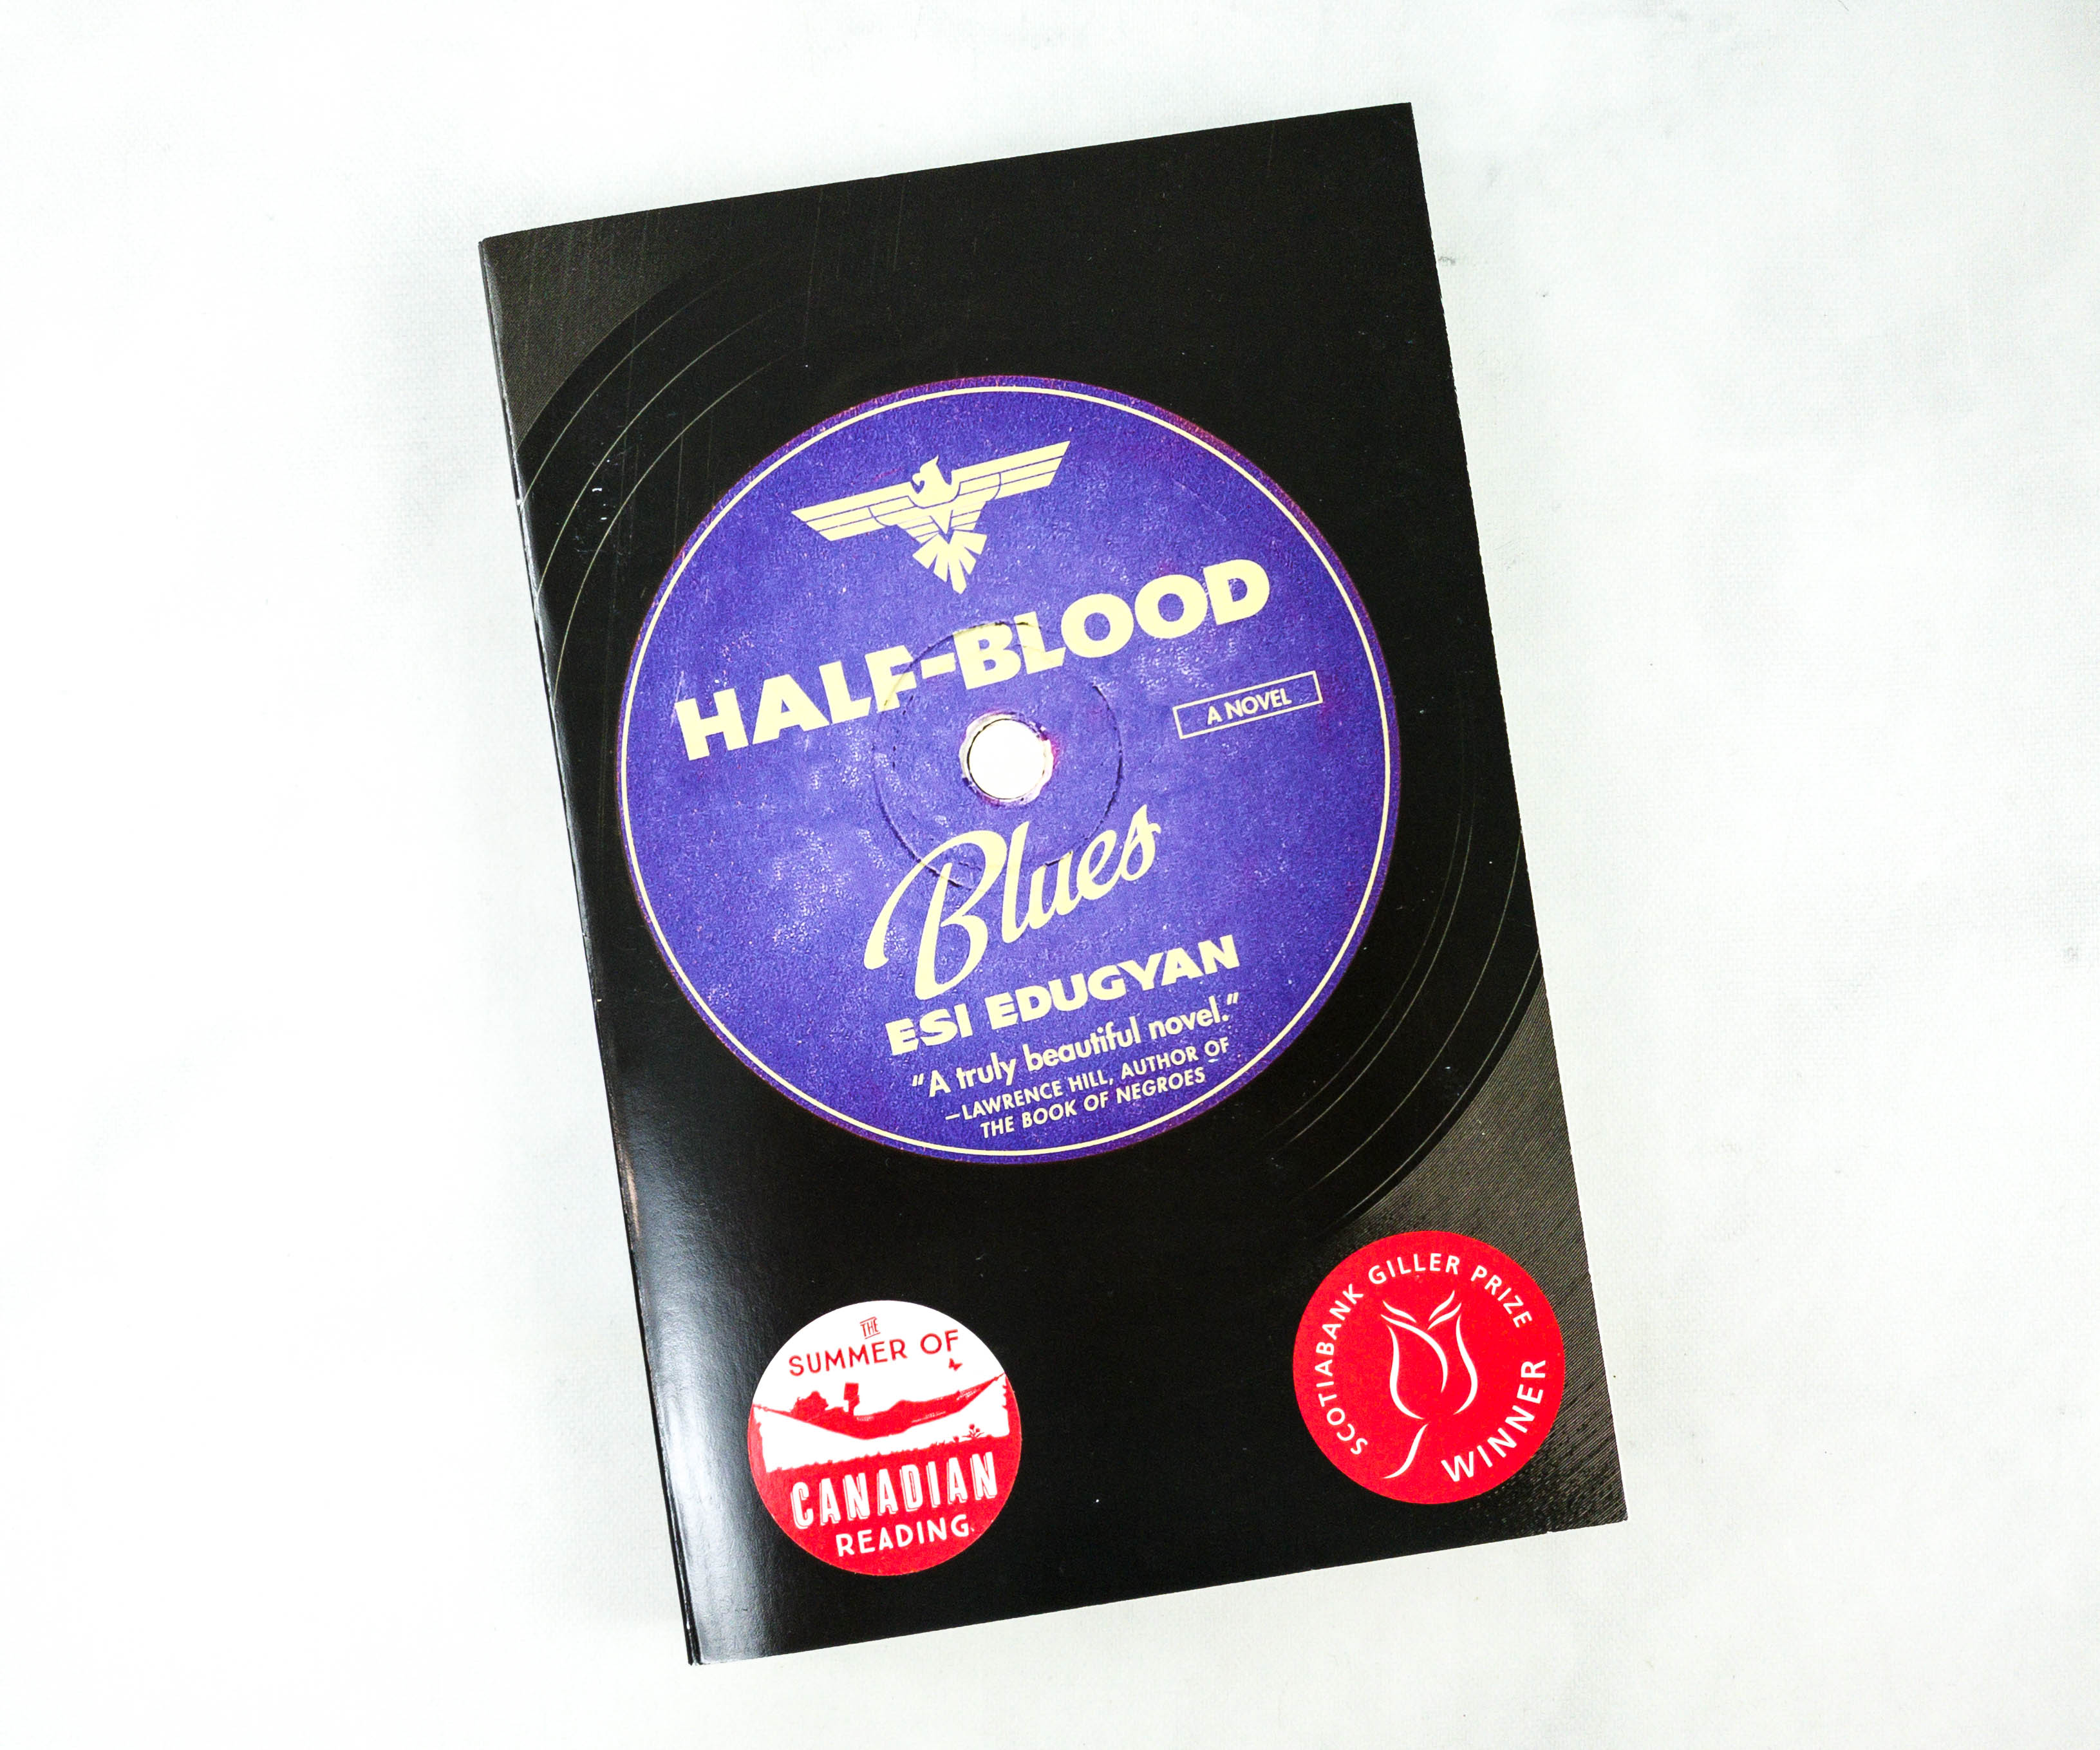 HALF-BLOOD
A NOVEL
Blues
ESI EDUGYAN
"A truly beautiful novel."
—LAWRENCE HILL, AUTHOR OF
THE BOOK OF NEGROES
THE
SUMMER OF
CANADIAN
READING
SCOTIABANK GILLER PRIZE
WINNER